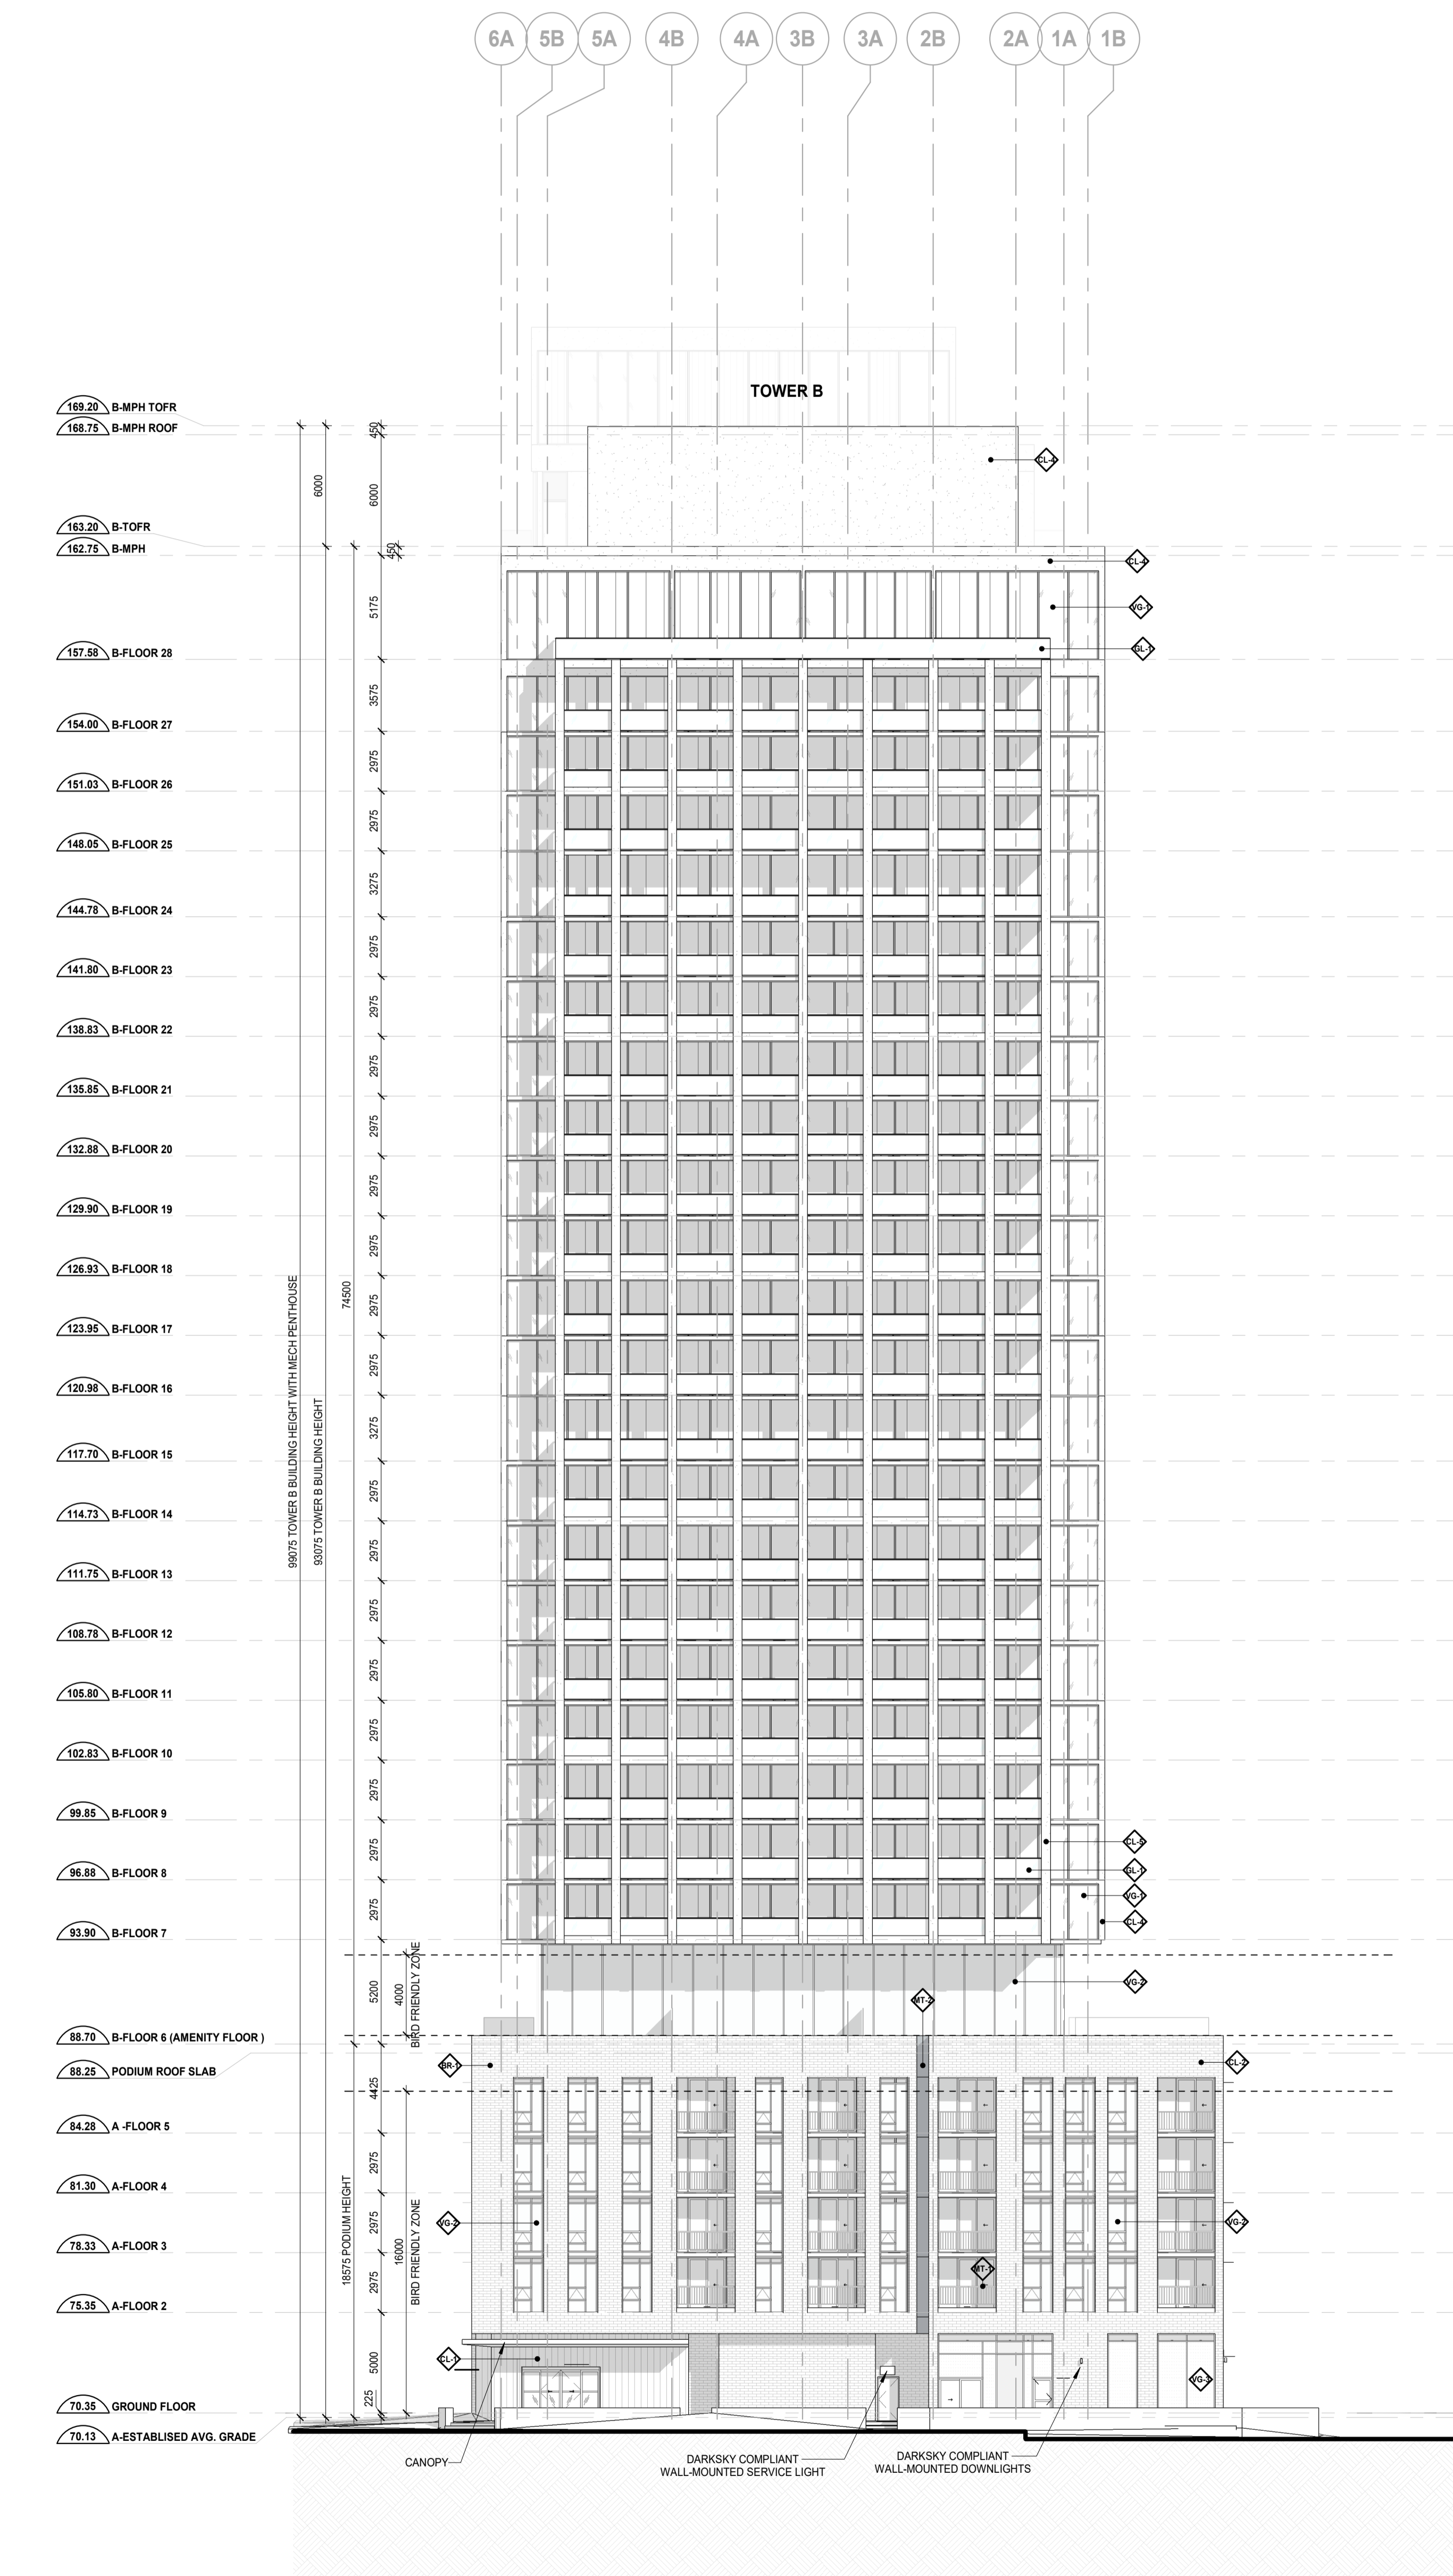 6A 5B 5A 4B 4A 3B 3A 2B 2A 1A 1B
TOWER B
169.20 B-MPH TOFR
168.75 B-MPH ROOF
450
6000
6000
CL-4
163.20 B-TOFR
162.75 B-MPH
450
CL-4
5175
VG-1
157.58 B-FLOOR 28
GL-1
3575
154.00 B-FLOOR 27
2975
151.03 B-FLOOR 26
2975
148.05 B-FLOOR 25
3275
144.78 B-FLOOR 24
2975
141.80 B-FLOOR 23
2975
138.83 B-FLOOR 22
2975
135.85 B-FLOOR 21
2975
132.88 B-FLOOR 20
2975
129.90 B-FLOOR 19
2975
126.93 B-FLOOR 18
99075 TOWER B BUILDING HEIGHT WITH MECH PENTHOUSE
93075 TOWER B BUILDING HEIGHT
74500
2975
123.95 B-FLOOR 17
2975
120.98 B-FLOOR 16
3275
117.70 B-FLOOR 15
2975
114.73 B-FLOOR 14
2975
111.75 B-FLOOR 13
2975
108.78 B-FLOOR 12
2975
105.80 B-FLOOR 11
2975
102.83 B-FLOOR 10
2975
99.85 B-FLOOR 9
2975
CL-5
96.88 B-FLOOR 8
GL-1
2975
VG-1
CL-4
93.90 B-FLOOR 7
5200
4000
BIRD FRIENDLY ZONE
VG-2
MT-2
88.70 B-FLOOR 6 (AMENITY FLOOR )
88.25 PODIUM ROOF SLAB
BR-1
CL-2
4425
84.28 A -FLOOR 5
2975
81.30 A-FLOOR 4
18575 PODIUM HEIGHT
2975
16000
BIRD FRIENDLY ZONE
VG-2
VG-2
78.33 A-FLOOR 3
2975
MT-1
75.35 A-FLOOR 2
5000
CL-1
VG-3
225
70.35 GROUND FLOOR
70.13 A-ESTABLISED AVG. GRADE
CANOPY
DARKSKY COMPLIANT
WALL-MOUNTED SERVICE LIGHT
DARKSKY COMPLIANT
WALL-MOUNTED DOWNLIGHTS